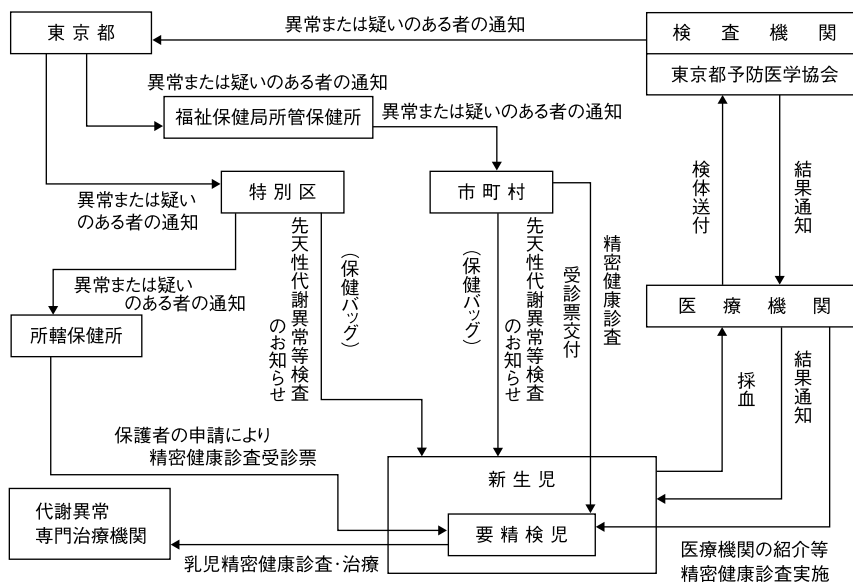 東京都
異常または疑いのある者の通知
検査機関
東京都予防医学協会
異常または疑いのある者の通知
福祉保健局所管保健所
異常または疑いのある者の通知
検体送付
結果通知
特別区
市町村
異常または疑い
のある者の通知
先天性代謝異常等検査
のお知らせ
（保健バッグ）
先天性代謝異常等検査
のお知らせ
（保健バッグ）
精密健康診査
受診票交付
異常または疑い
のある者の通知
所轄保健所
医療機関
採血
結果通知
保護者の申請により
精密健康診査受診票
新生児
要精検児
代謝異常
専門治療機関
乳児精密健康診査・治療
医療機関の紹介等
精密健康診査実施